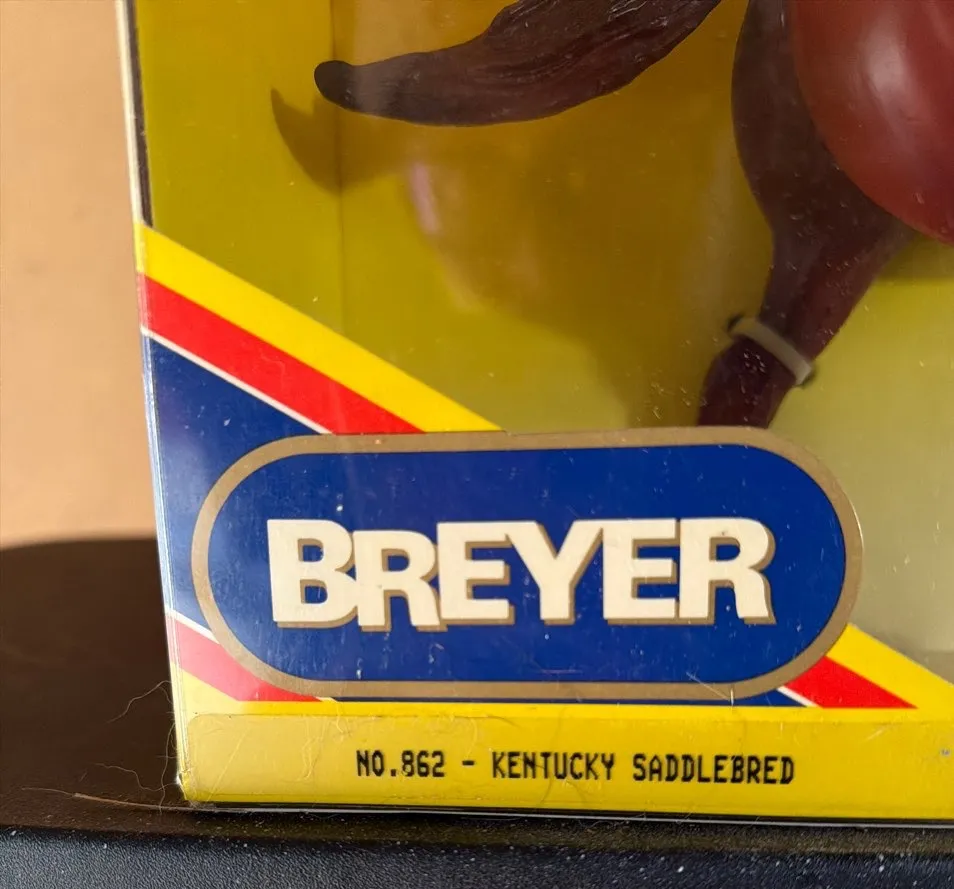 BREYER
NO.862 - KENTUCKY SADDLEBRED